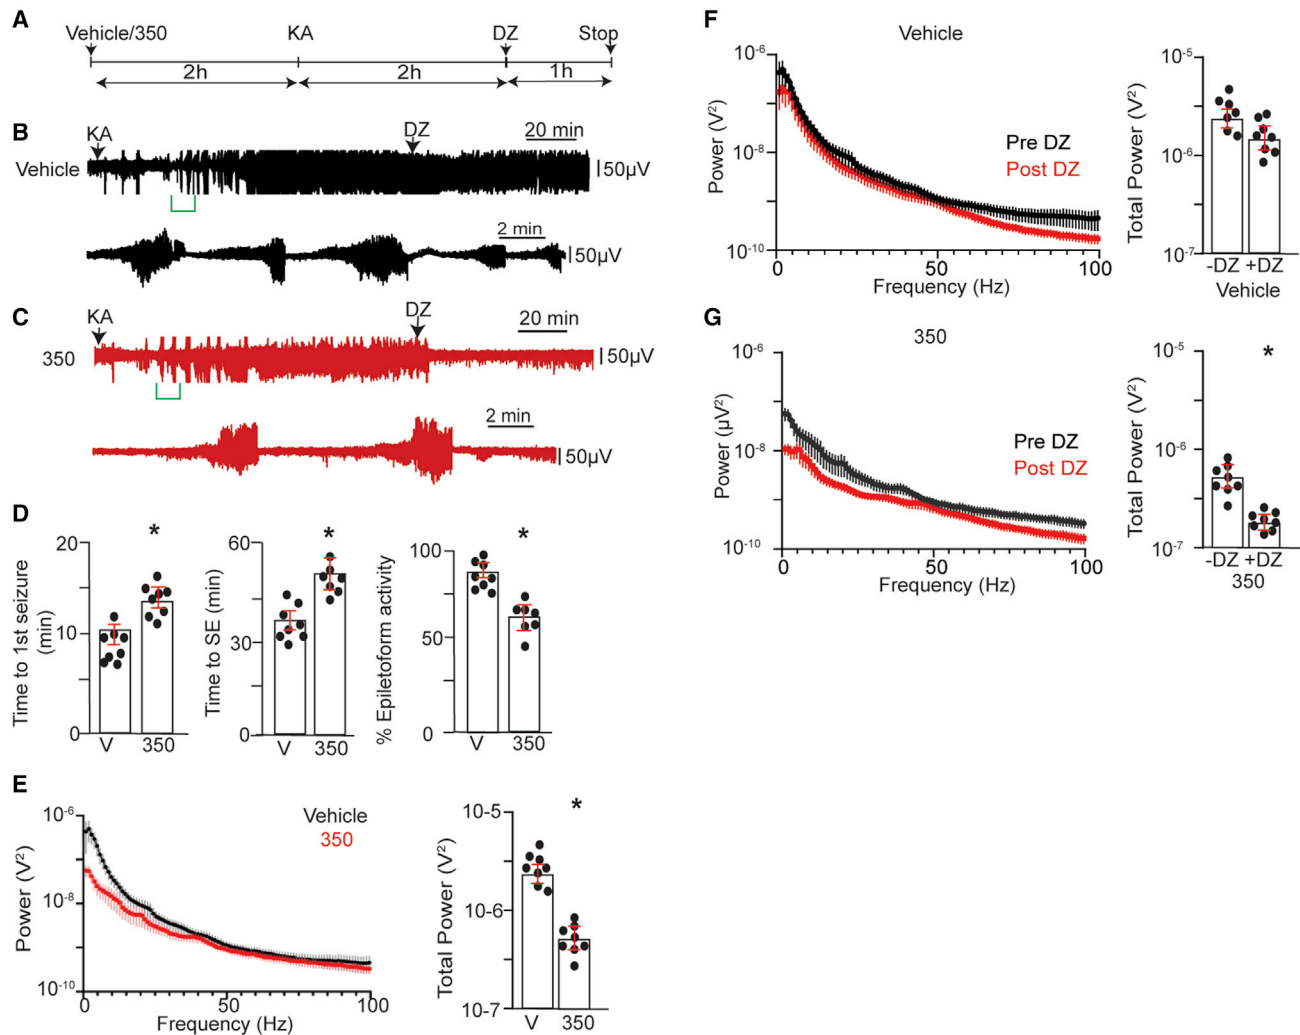 A
Vehicle/350 KA DZ Stop
2h 2h 1h
B
KA DZ 20 min
Vehicle 50µV
2 min
50µV
C
KA DZ 20 min
350 50µV
2 min
50µV
D
20
10
0
Time to 1st seizure
(min)
*
V 350
60
30
0
Time to SE (min)
*
V 350
100
50
0
% Epiletoform activity
*
V 350
E
10-6
10-8
10-10
Power (V2)
Vehicle
350
0 50 100
Frequency (Hz)
10-5
10-6
10-7
Total Power (V2)
*
V 350
F
Vehicle
10-6
10-8
10-10
Power (V2)
Pre DZ
Post DZ
0 50 100
Frequency (Hz)
10-5
10-6
10-7
Total Power (V2)
-DZ +DZ
Vehicle
G
350
10-6
10-8
10-10
Power (µV2)
Pre DZ
Post DZ
0 50 100
Frequency (Hz)
10-5
10-6
10-7
Total Power (V2)
*
-DZ +DZ
350